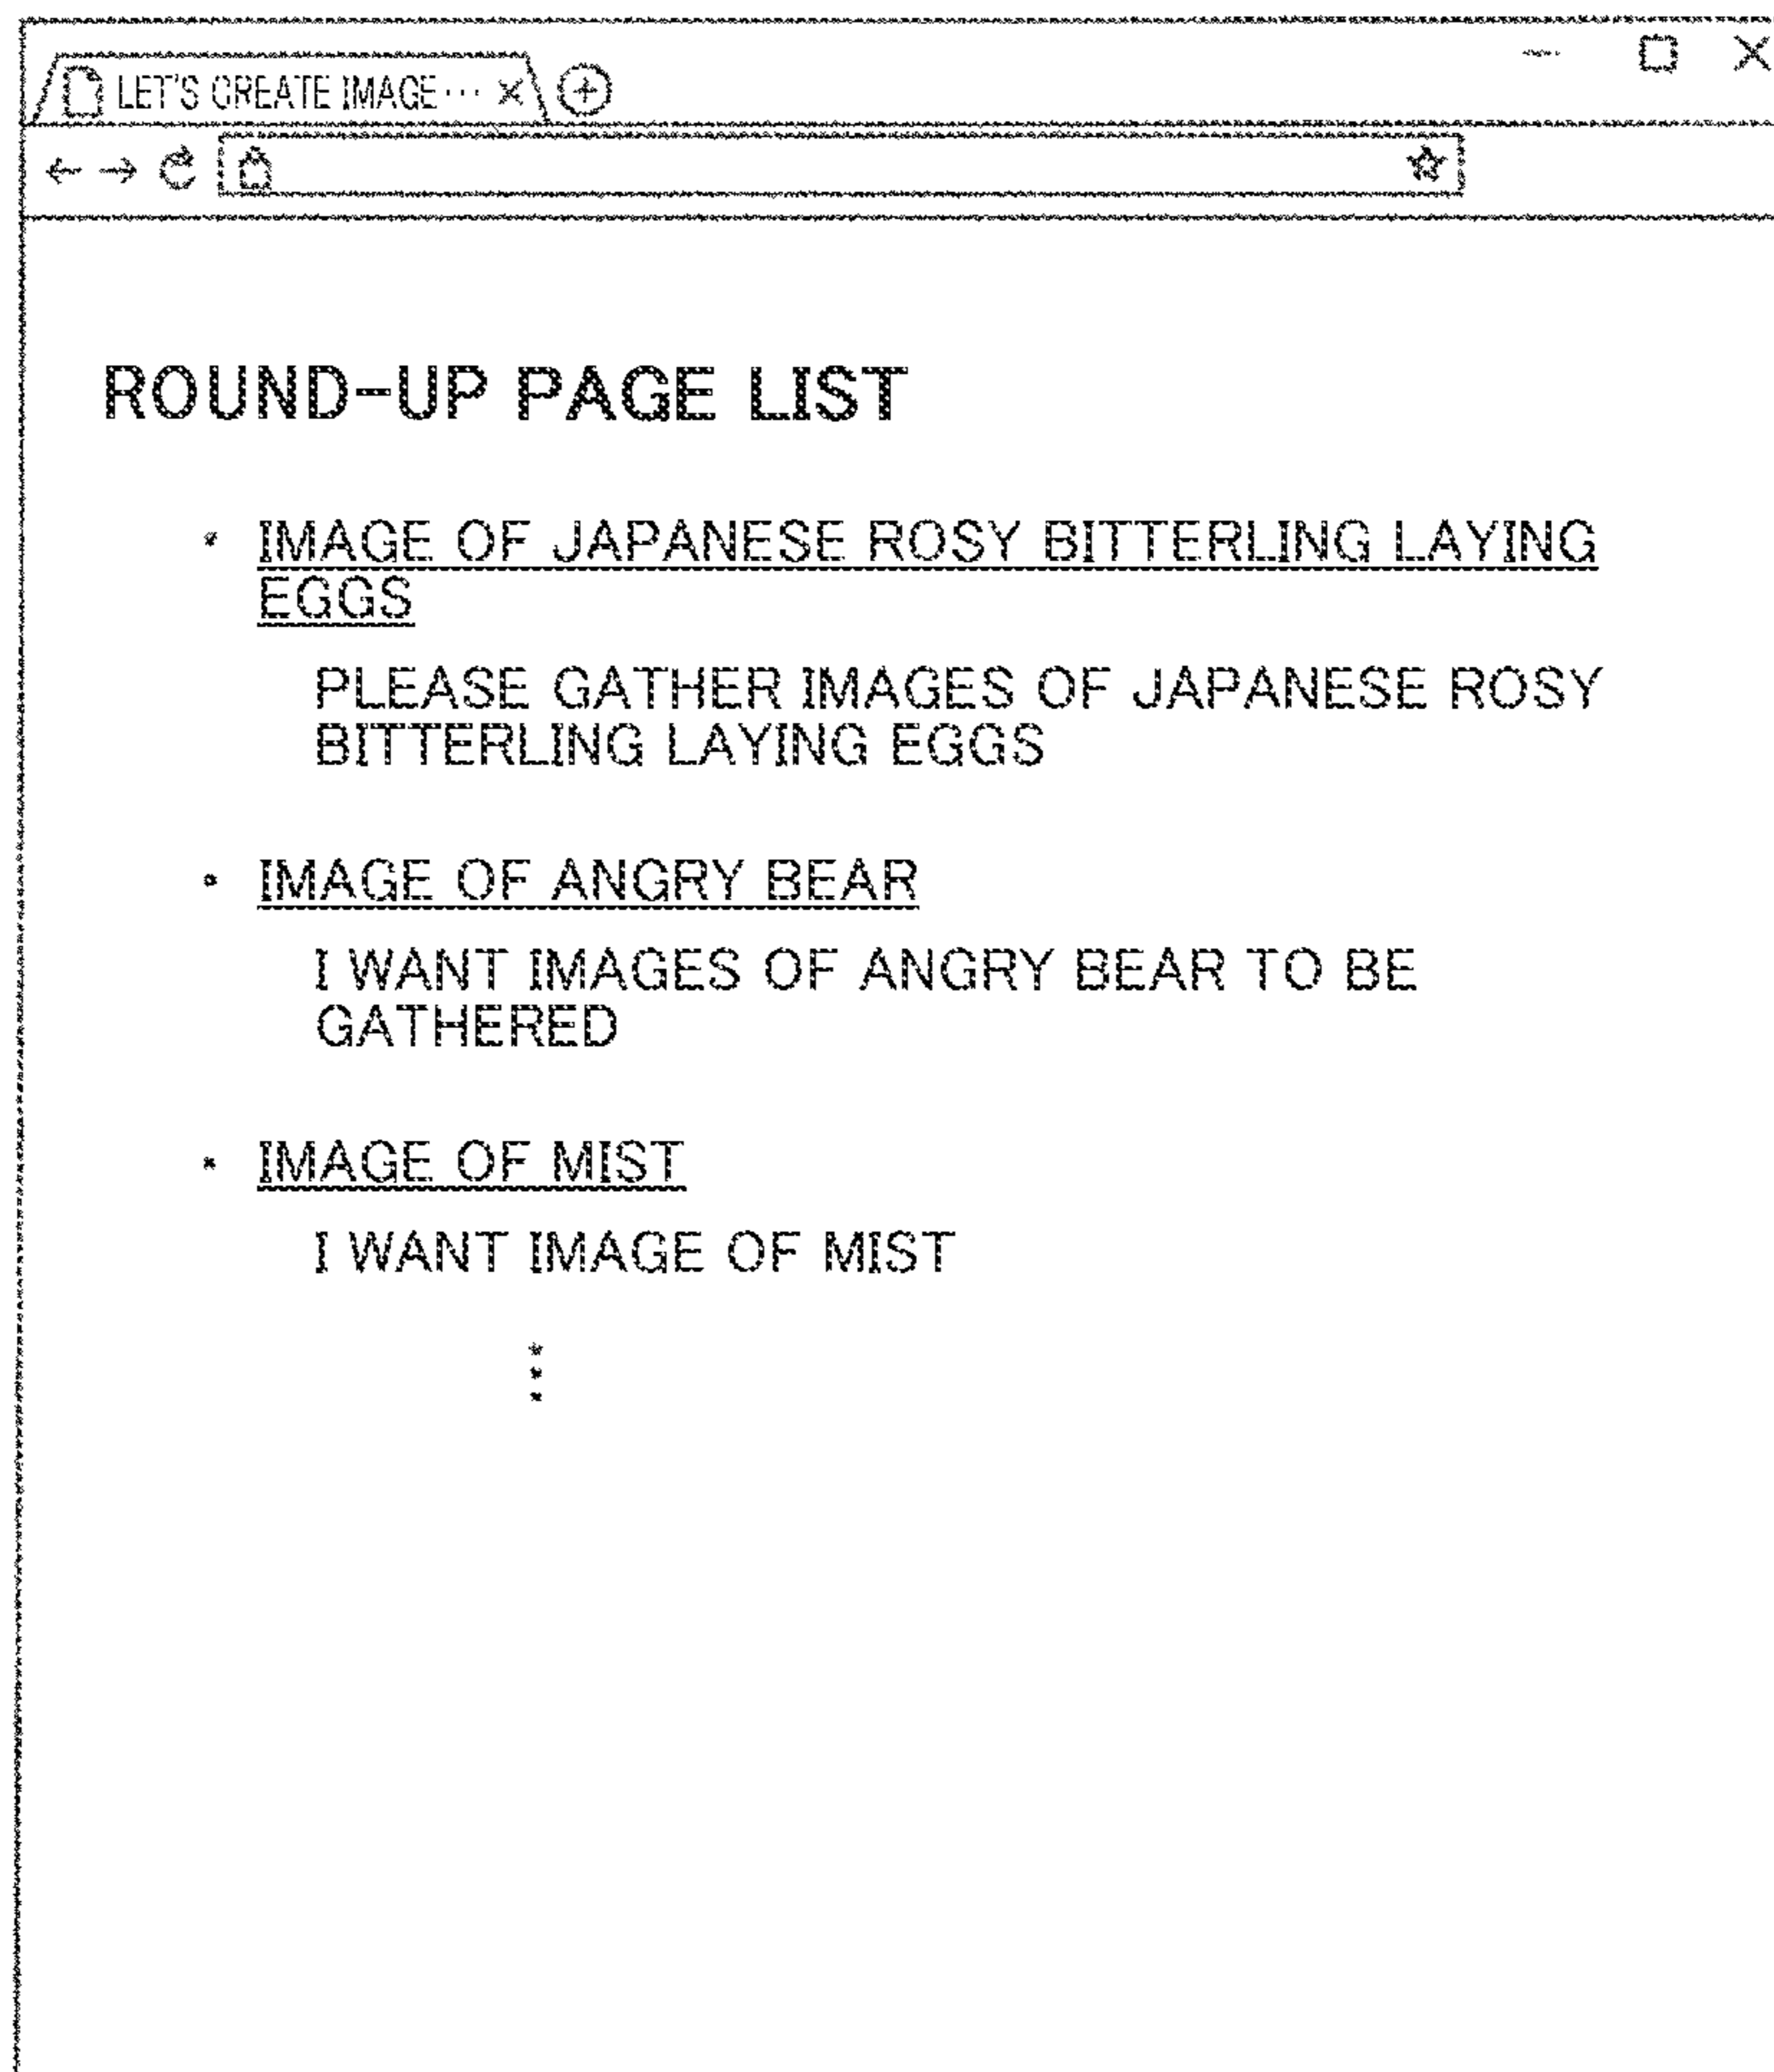 LET'S CREATE IMAGE···
ROUND-UP PAGE LIST
・ IMAGE OF JAPANESE ROSY BITTERLING LAYING
EGGS
PLEASE GATHER IMAGES OF JAPANESE ROSY
BITTERLING LAYING EGGS
・ IMAGE OF ANGRY BEAR
I WANT IMAGES OF ANGRY BEAR TO BE
GATHERED
・ IMAGE OF MIST
I WANT IMAGE OF MIST